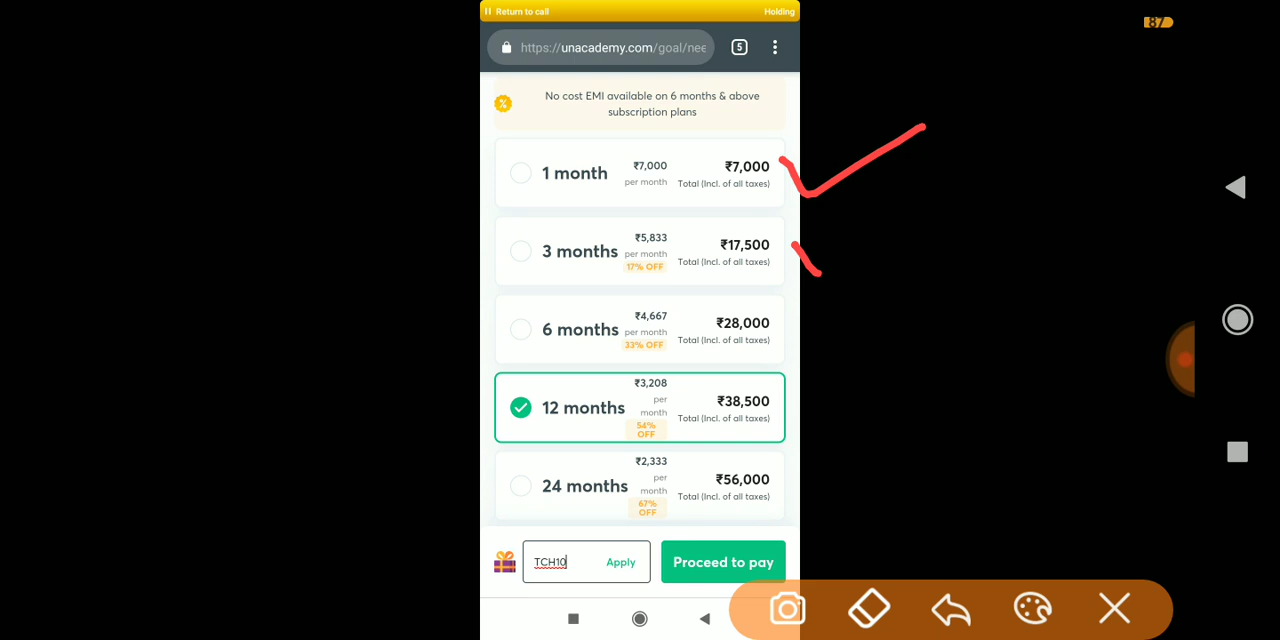 Return to call Holding
87
https://unacademy.com/goal/nee 5
No cost EMI available on 6 months & above
subscription plans
%
1 month ₹7,000 ₹7,000
per month Total (Incl. of all taxes)
3 months ₹5,833 ₹17,500
per month Total (Incl. of all taxes)
17% OFF
6 months ₹4,667 ₹28,000
per month Total (Incl. of all taxes)
33% OFF
12 months ₹3,208 ₹38,500
per Total (Incl. of all taxes)
month
54%
OFF
24 months ₹2,333 ₹56,000
per Total (Incl. of all taxes)
month
67%
OFF
TCH10 Apply Proceed to pay